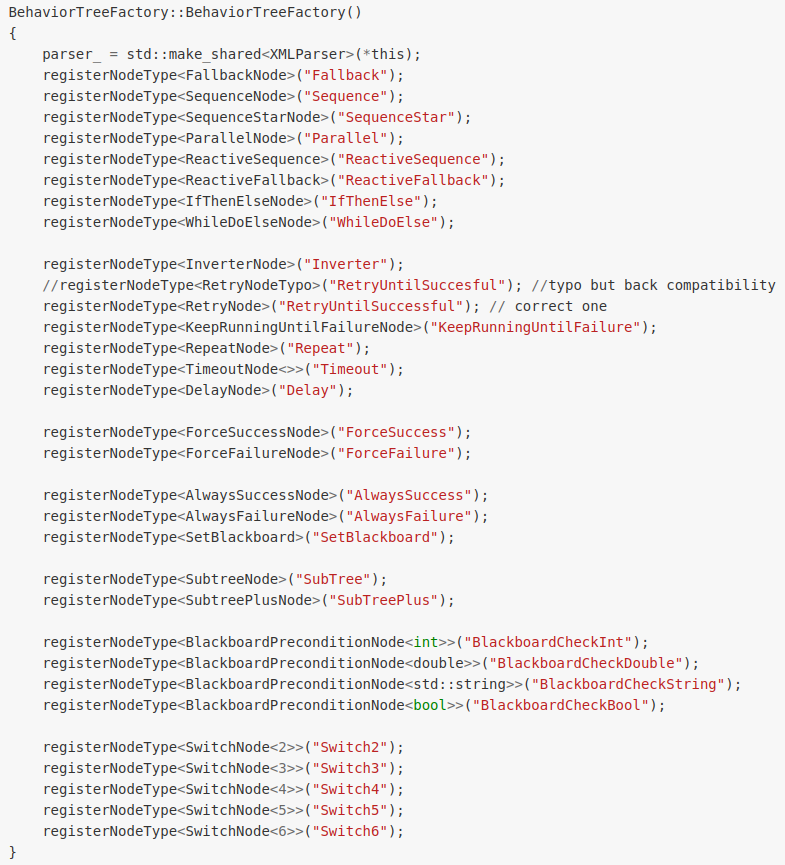 BehaviorTreeFactory::BehaviorTreeFactory()
{
    parser_ = std::make_shared<XMLParser>(*this);
    registerNodeType<FallbackNode>("Fallback");
    registerNodeType<SequenceNode>("Sequence");
    registerNodeType<SequenceStarNode>("SequenceStar");
    registerNodeType<ParallelNode>("Parallel");
    registerNodeType<ReactiveSequence>("ReactiveSequence");
    registerNodeType<ReactiveFallback>("ReactiveFallback");
    registerNodeType<IfThenElseNode>("IfThenElse");
    registerNodeType<WhileDoElseNode>("WhileDoElse");

    registerNodeType<InverterNode>("Inverter");
    //registerNodeType<RetryNodeTypo>("RetryUntilSuccesful"); //typo but back compatibility
    registerNodeType<RetryNode>("RetryUntilSuccessful"); // correct one
    registerNodeType<KeepRunningUntilFailureNode>("KeepRunningUntilFailure");
    registerNodeType<RepeatNode>("Repeat");
    registerNodeType<TimeoutNode<>>("Timeout");
    registerNodeType<DelayNode>("Delay");

    registerNodeType<ForceSuccessNode>("ForceSuccess");
    registerNodeType<ForceFailureNode>("ForceFailure");

    registerNodeType<AlwaysSuccessNode>("AlwaysSuccess");
    registerNodeType<AlwaysFailureNode>("AlwaysFailure");
    registerNodeType<SetBlackboard>("SetBlackboard");

    registerNodeType<SubtreeNode>("SubTree");
    registerNodeType<SubtreePlusNode>("SubTreePlus");

    registerNodeType<BlackboardPreconditionNode<int>>("BlackboardCheckInt");
    registerNodeType<BlackboardPreconditionNode<double>>("BlackboardCheckDouble");
    registerNodeType<BlackboardPreconditionNode<std::string>>("BlackboardCheckString");
    registerNodeType<BlackboardPreconditionNode<bool>>("BlackboardCheckBool");

    registerNodeType<SwitchNode<2>>("Switch2");
    registerNodeType<SwitchNode<3>>("Switch3");
    registerNodeType<SwitchNode<4>>("Switch4");
    registerNodeType<SwitchNode<5>>("Switch5");
    registerNodeType<SwitchNode<6>>("Switch6");
}